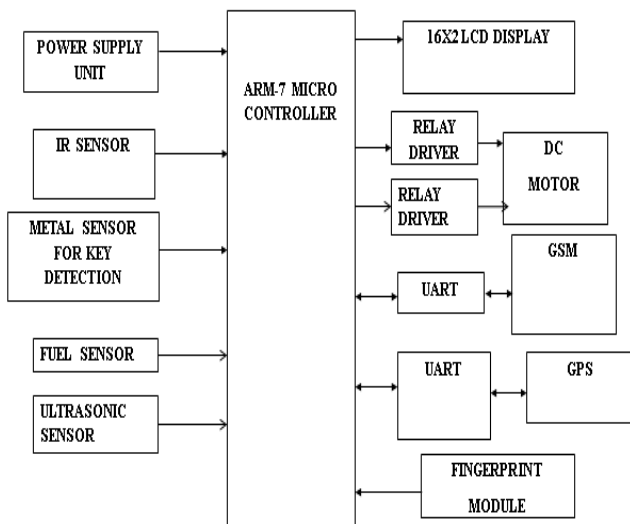 POWER SUPPLY
UNIT
IR SENSOR
METAL SENSOR
FOR KEY
DETECTION
FUEL SENSOR
ULTRASONIC
SENSOR
ARM-7 MICRO
CONTROLLER
16X2 LCD DISPLAY
RELAY
DRIVER
DC
MOTOR
RELAY
DRIVER
GSM
UART
UART
GPS
FINGERPRINT
MODULE